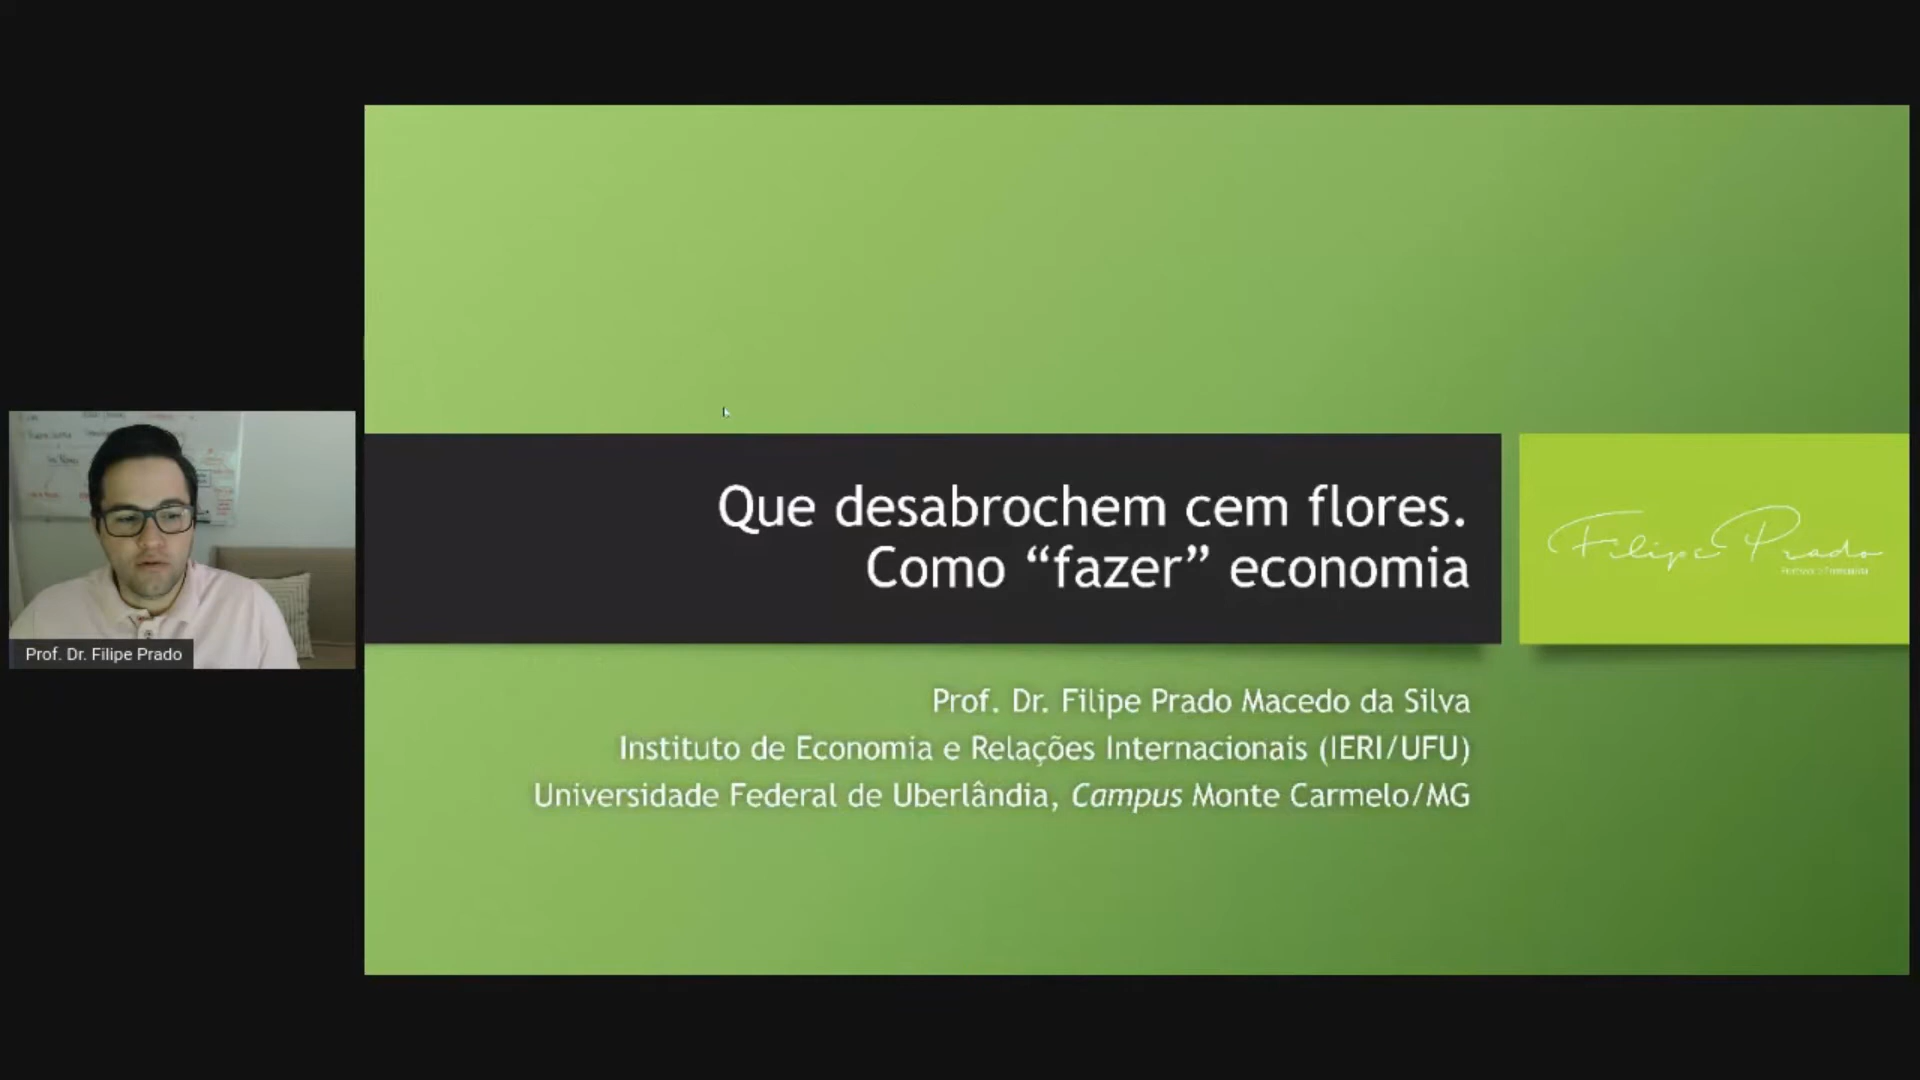 Prof. Dr. Filipe Prado
Que desabrochem cem flores.
Como “fazer” economia
Filipe Prado
Prof. Dr. Filipe Prado Macedo da Silva
Instituto de Economia e Relações Internacionais (IERI/UFU)
Universidade Federal de Uberlândia, Campus Monte Carmelo/MG